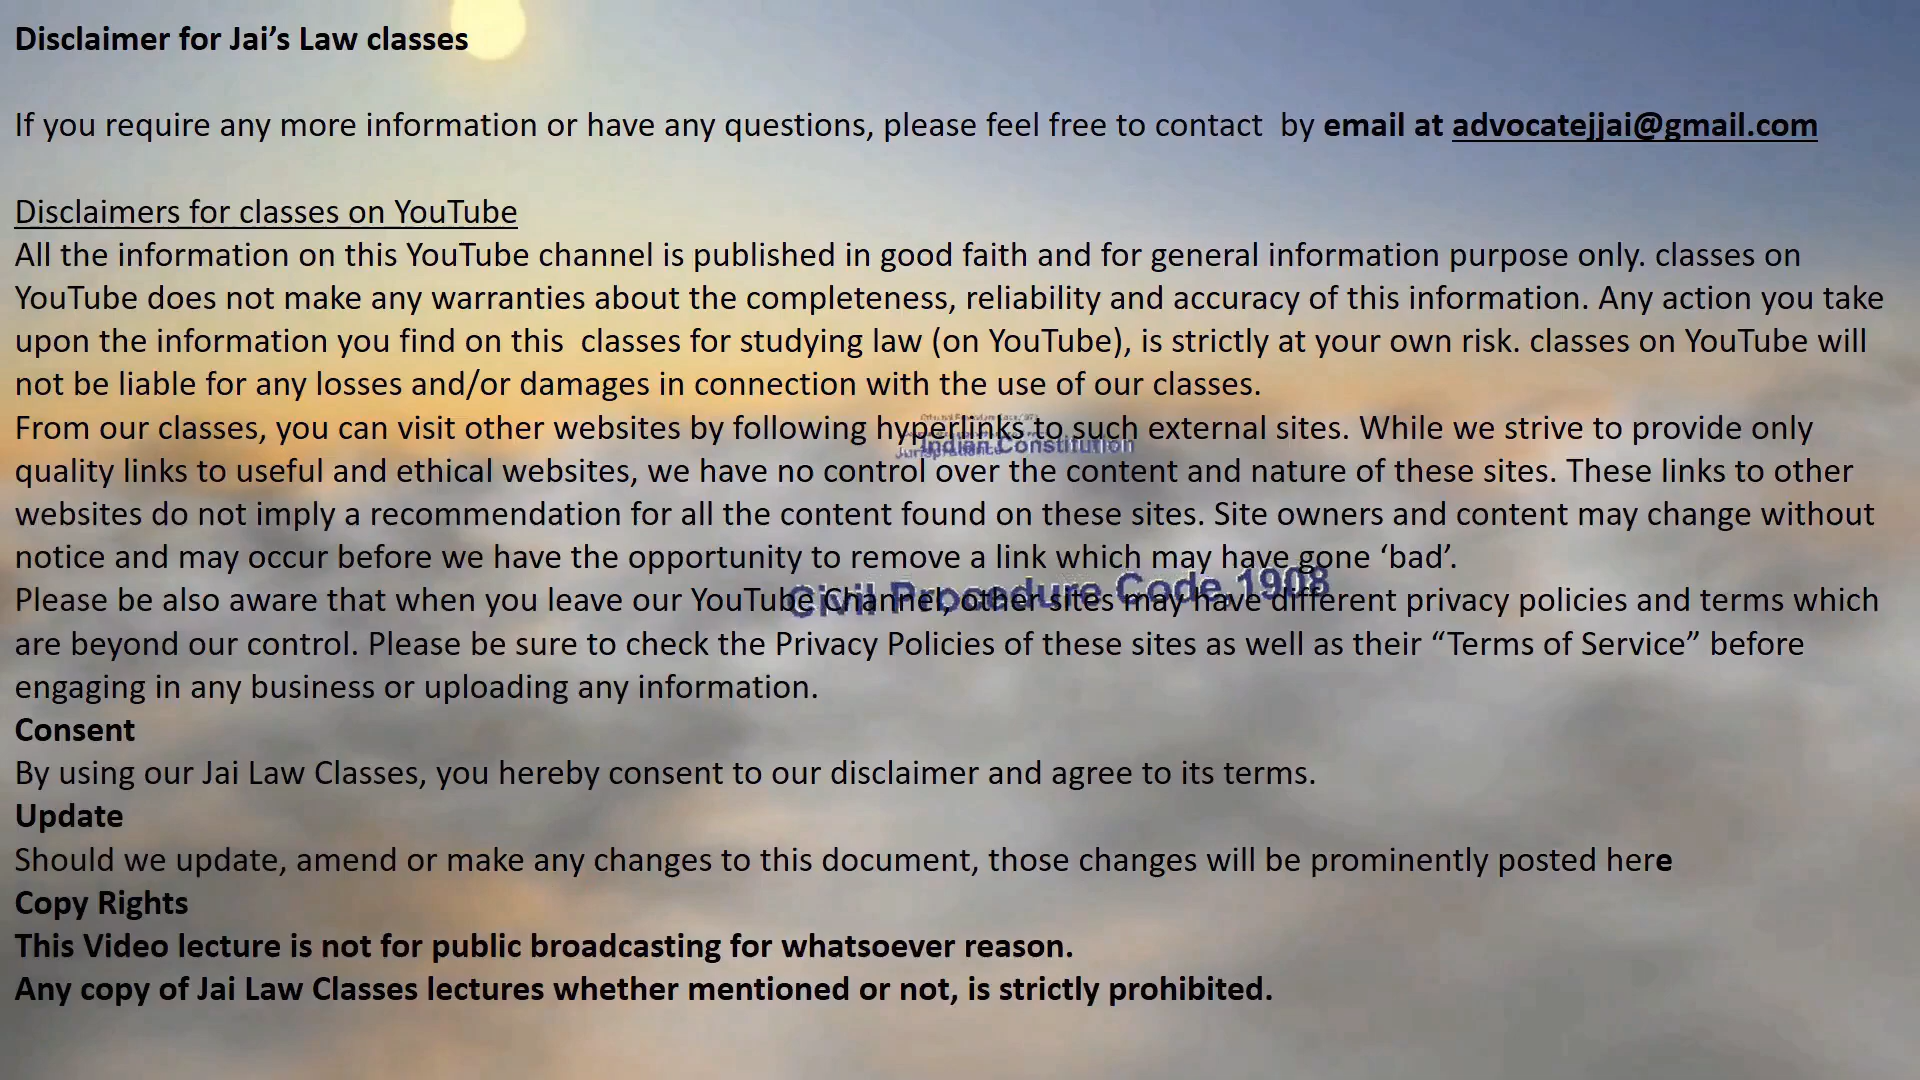 Disclaimer for Jai’s Law classes
If you require any more information or have any questions, please feel free to contact  by email at advocatejjai@gmail.com
Disclaimers for classes on YouTube
All the information on this YouTube channel is published in good faith and for general information purpose only. classes on
YouTube does not make any warranties about the completeness, reliability and accuracy of this information. Any action you take
upon the information you find on this  classes for studying law (on YouTube), is strictly at your own risk. classes on YouTube will
not be liable for any losses and/or damages in connection with the use of our classes.
From our classes, you can visit other websites by following hyperlinks to such external sites. While we strive to provide only
Indian Constitution
Jurisprudence
quality links to useful and ethical websites, we have no control over the content and nature of these sites. These links to other
websites do not imply a recommendation for all the content found on these sites. Site owners and content may change without
notice and may occur before we have the opportunity to remove a link which may have gone ‘bad’.
Civil Procedure Code,1908
Please be also aware that when you leave our YouTube Channel, other sites may have different privacy policies and terms which
are beyond our control. Please be sure to check the Privacy Policies of these sites as well as their “Terms of Service” before
engaging in any business or uploading any information.
Consent
By using our Jai Law Classes, you hereby consent to our disclaimer and agree to its terms.
Update
Should we update, amend or make any changes to this document, those changes will be prominently posted here
Copy Rights
This Video lecture is not for public broadcasting for whatsoever reason.
Any copy of Jai Law Classes lectures whether mentioned or not, is strictly prohibited.